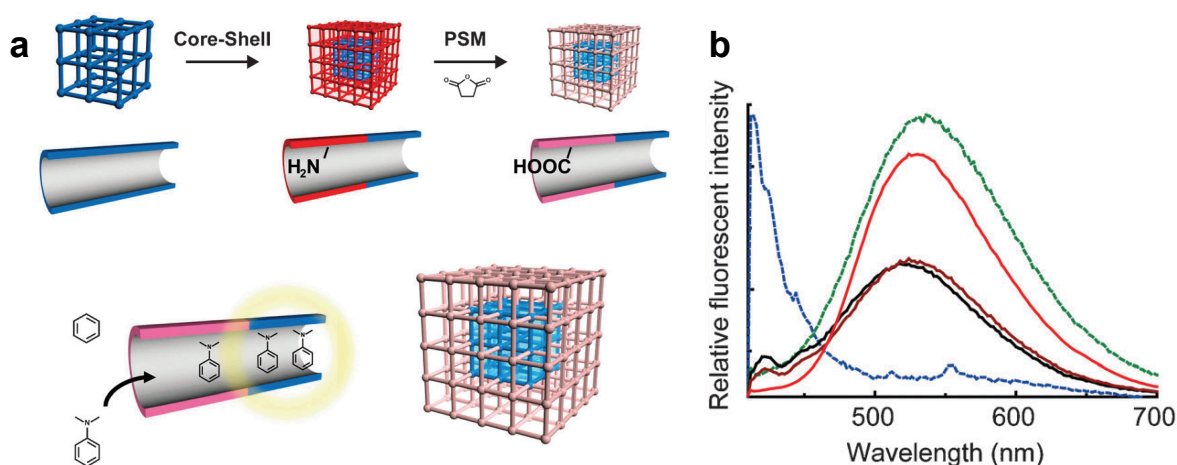 a
Core-Shell
PSM
O O O
H₂N
HOOC
N
N
N
N
b
Relative fluorescent intensity
500 600 700
Wavelength (nm)